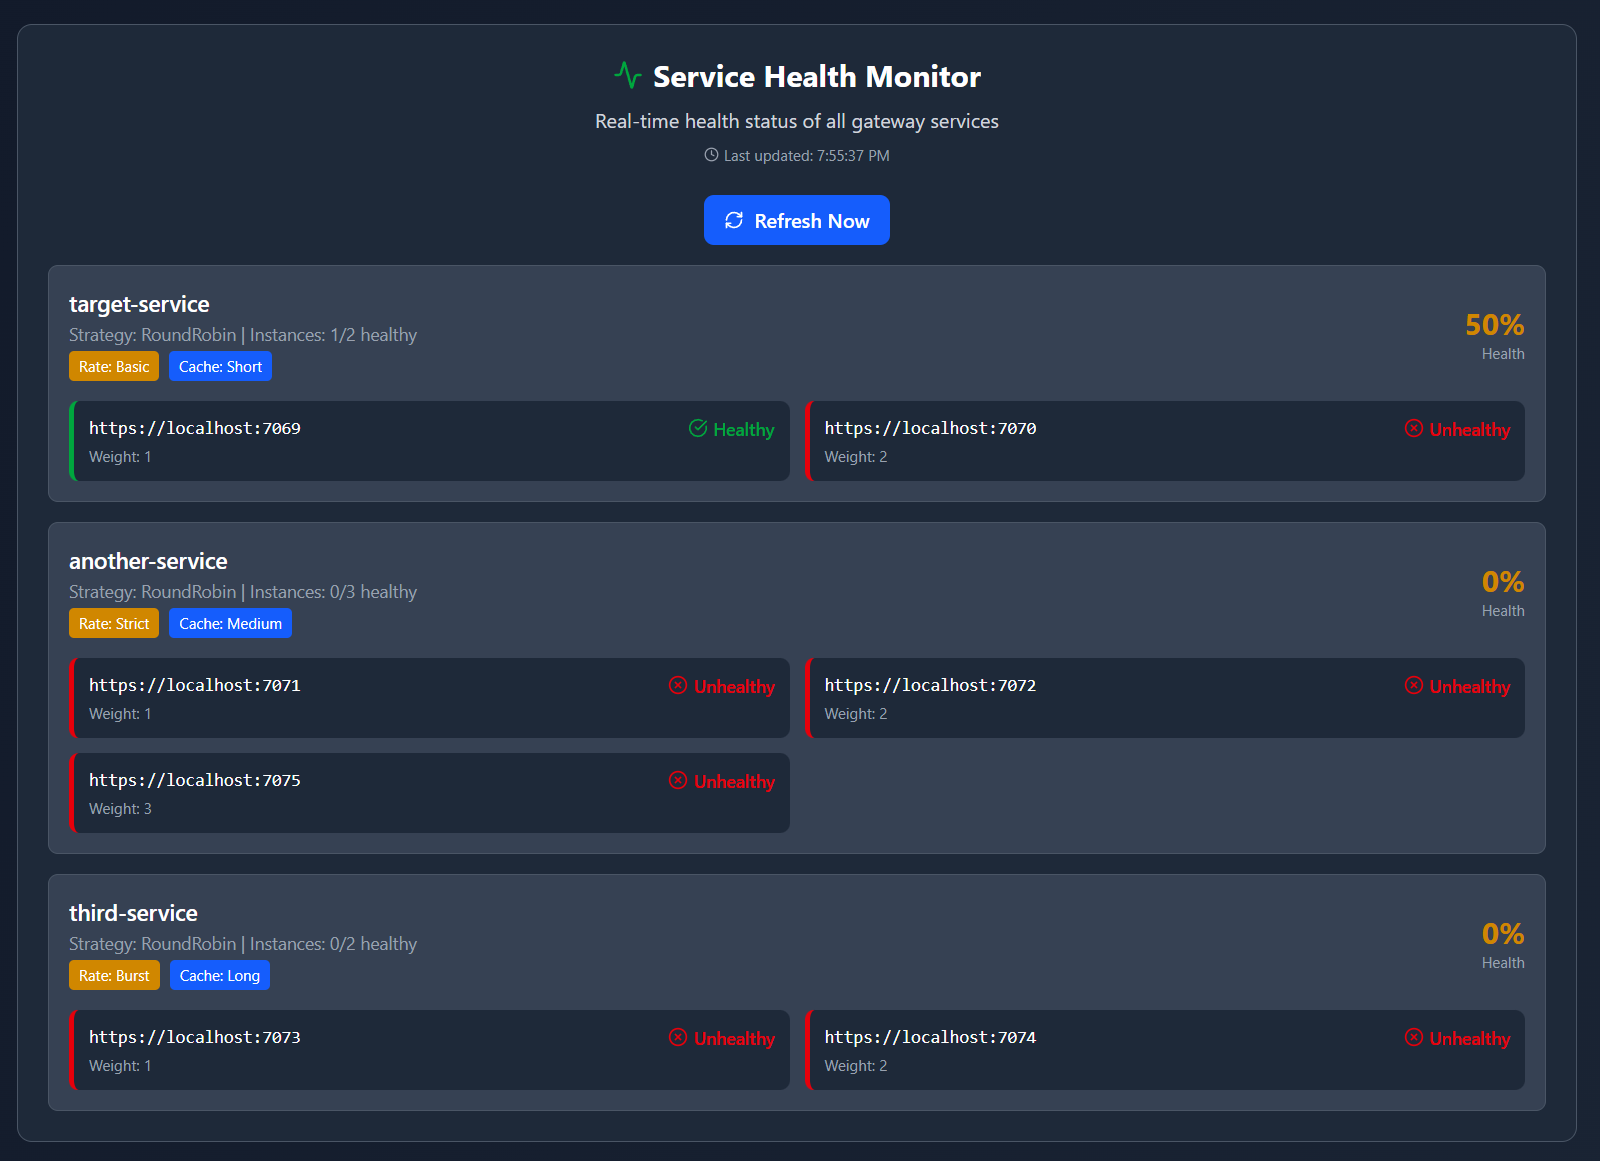 Service Health Monitor
Real-time health status of all gateway services
Last updated: 7:55:37 PM
Refresh Now
target-service
Strategy: RoundRobin | Instances: 1/2 healthy
Rate: Basic Cache: Short
50%
Health
https://localhost:7069 Healthy
Weight: 1
https://localhost:7070 Unhealthy
Weight: 2
another-service
Strategy: RoundRobin | Instances: 0/3 healthy
Rate: Strict Cache: Medium
0%
Health
https://localhost:7071 Unhealthy
Weight: 1
https://localhost:7072 Unhealthy
Weight: 2
https://localhost:7075 Unhealthy
Weight: 3
third-service
Strategy: RoundRobin | Instances: 0/2 healthy
Rate: Burst Cache: Long
0%
Health
https://localhost:7073 Unhealthy
Weight: 1
https://localhost:7074 Unhealthy
Weight: 2